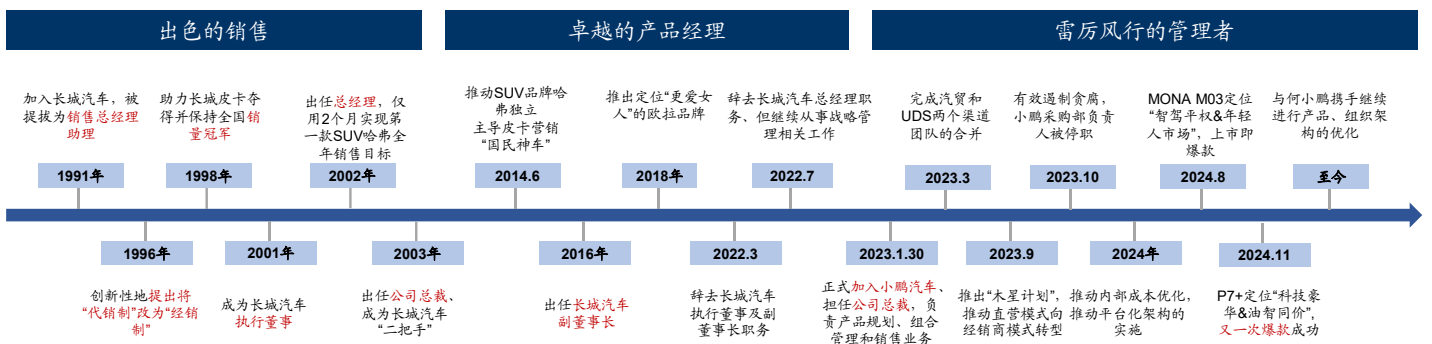 出色的销售
卓越的产品经理
雷厉风行的管理者
加入长城汽车，被
提拔为销售总经理
助理
1991年
1996年
创新性地提出将
“代销制”改为“经销
制”
助力长城皮卡夺
得并保持全国销
量冠军
1998年
2001年
成为长城汽车
执行董事
出任总经理，仅
用2个月实现第
一款SUV哈弗全
年销售目标
2002年
2003年
出任公司总裁、
成为长城汽车
“二把手”
推动SUV品牌哈
弗独立
主导皮卡营销
“国民神车”
2014.6
2016年
出任长城汽车
副董事长
推出定位“更爱女
人”的欧拉品牌
2018年
2022.3
辞去长城汽车
执行董事及副
董事长职务
辞去长城汽车总经理职
务、但继续从事战略管
理相关工作
2022.7
2023.1.30
正式加入小鹏汽车、
担任公司总裁，负
责产品规划、组合
管理和销售业务
完成汽贸和
UDS两个渠道
团队的合并
2023.3
2023.9
推出“木星计划”，
推动直营模式向
经销商模式转型
有效遏制贪腐，
小鹏采购部负责
人被停职
2023.10
2024年
推动内部成本优化，
推动平台化架构的
实施
MONA M03定位
“智驾平权&年轻
人市场”，上市即
爆款
2024.8
2024.11
P7+定位“科技豪
华&油智同价”，
又一次爆款成功
与何小鹏携手继续
进行产品、组织架
构的优化
至今